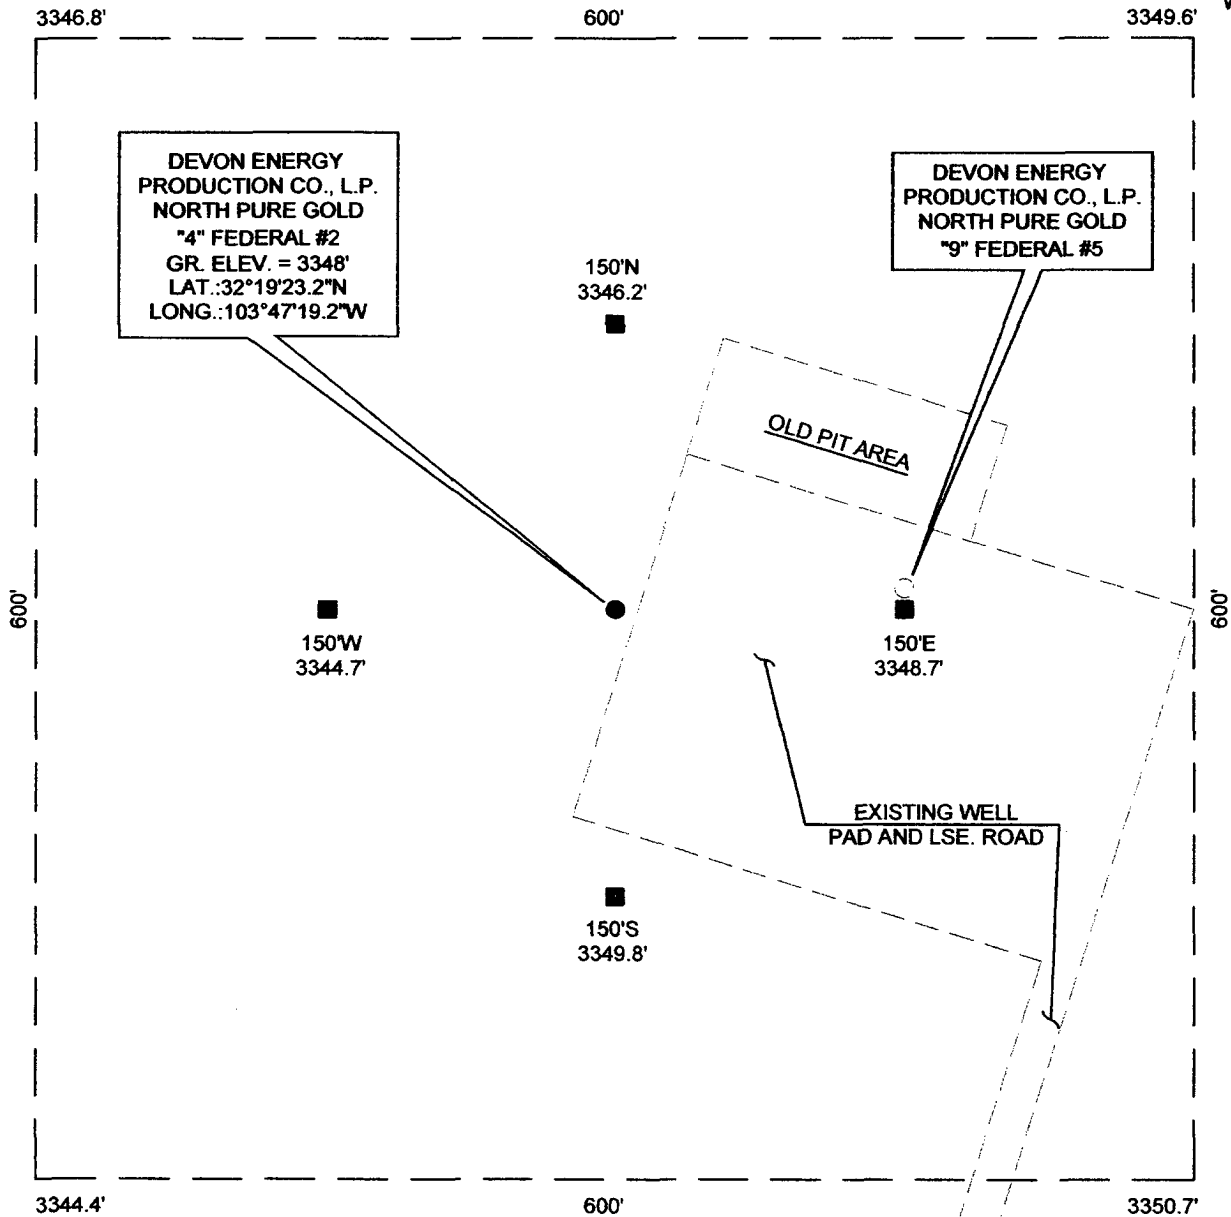 3346.8'
600'
3349.6'
DEVON ENERGY
PRODUCTION CO., L.P.
NORTH PURE GOLD
"4" FEDERAL #2
GR. ELEV. = 3348'
LAT.:32°19'23.2"N
LONG.:103°47'19.2"W
DEVON ENERGY
PRODUCTION CO., L.P.
NORTH PURE GOLD
"9" FEDERAL #5
150'N
3346.2'
OLD PIT AREA
600'
150'W
3344.7'
150'E
3348.7'
600'
EXISTING WELL
PAD AND LSE. ROAD
150'S
3349.8'
3344.4'
600'
3350.7'